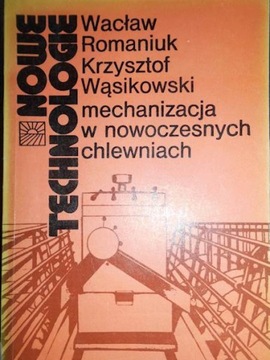 NOWE
TECHNOLOGIE
Wacław
Romaniuk
Krzysztof
Wąsikowski
mechanizacja
w nowoczesnych
chlewniach